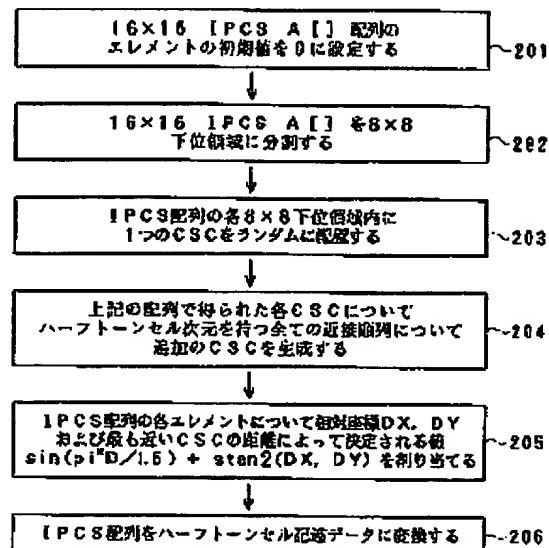 16×16 IPCS A[] 配列の
エレメントの初期値を0に設定する
201
16×16 IPCS A[] を8×8
下位領域に分割する
202
IPCS配列の各8×8下位領域内に
1つのCSCをランダムに配置する
203
上記の配列で得られた各CSCについて
ハーフトーンセル次元を持つ全ての近接順列について
追加のCSCを生成する
204
IPCS配列の各エレメントについて相対座標DX, DY
および最も近いCSCの距離によって決定される値
sin(pi*D/1.5) + atan2(DX, DY) を割り当てる
205
IPCS配列をハーフトーンセル記述データに変換する
206